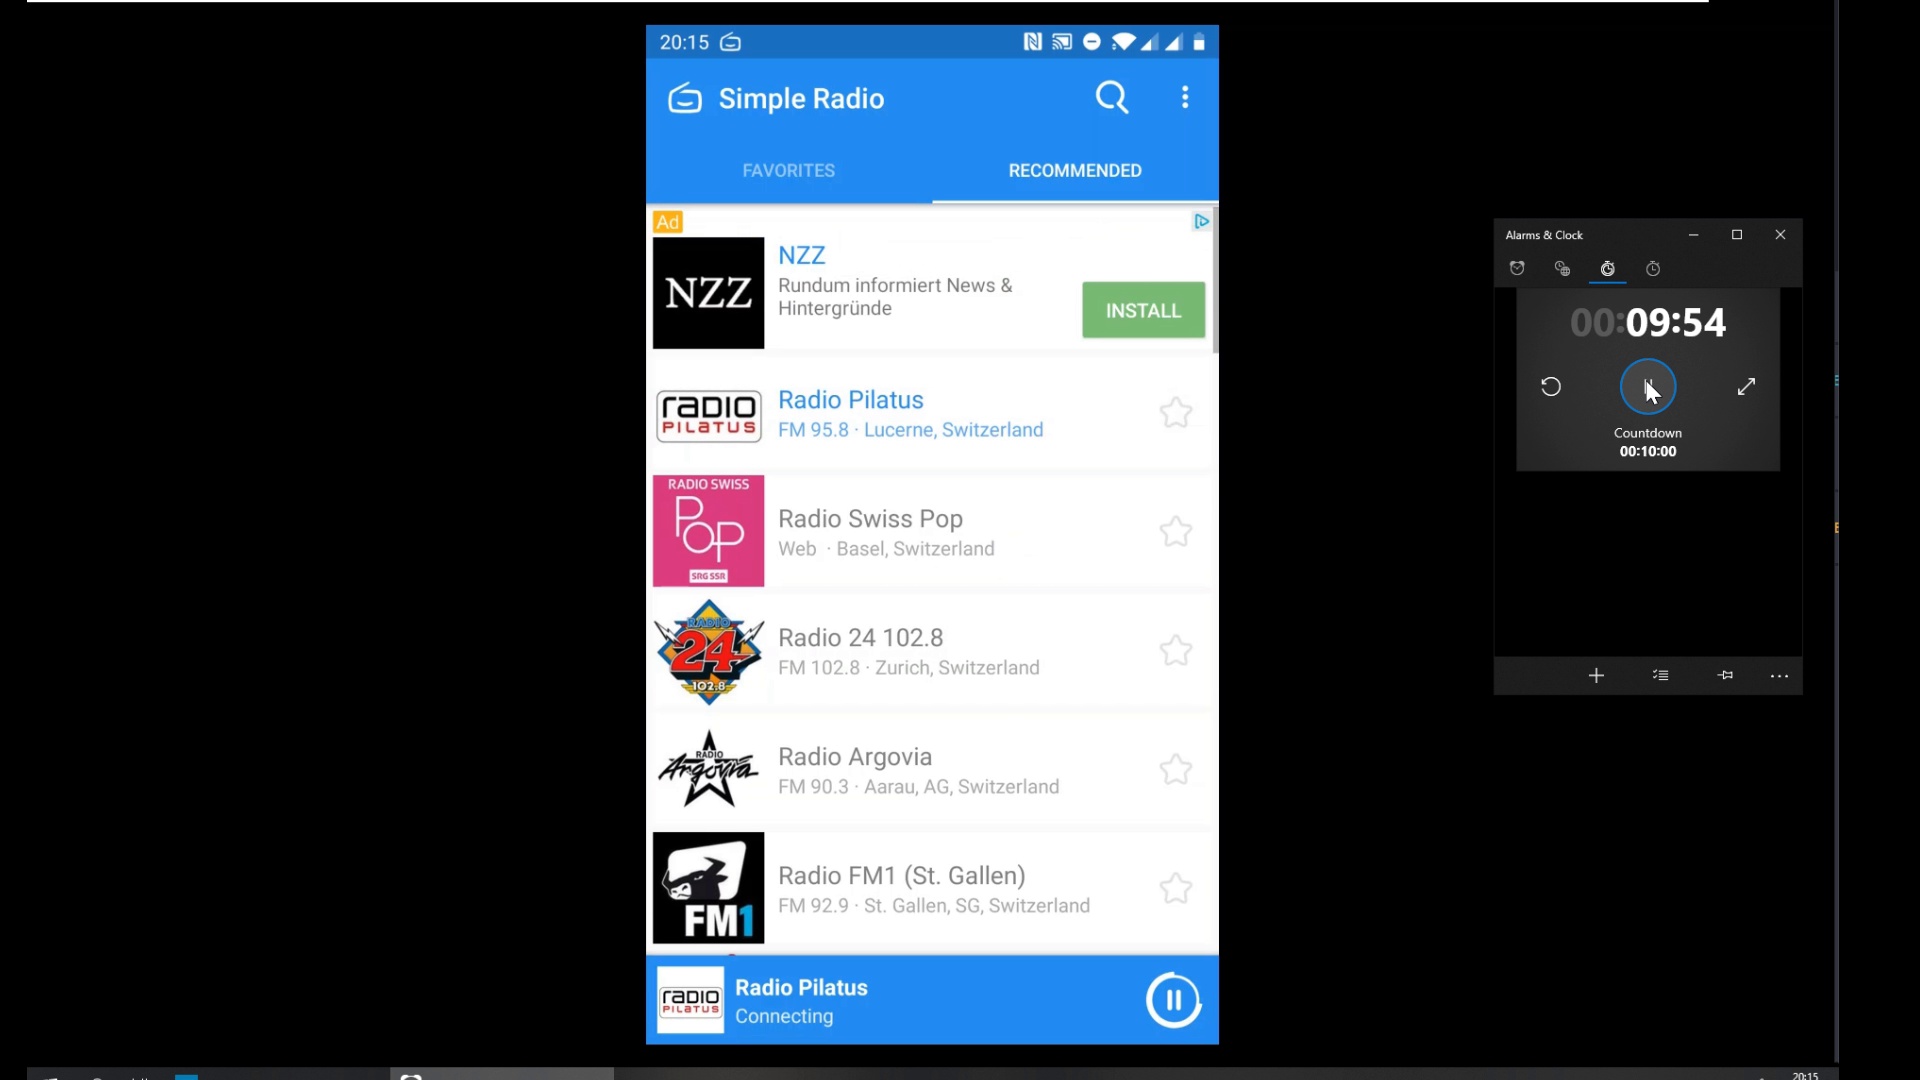 20:15
Simple Radio
FAVORITES
RECOMMENDED
Ad
NZZ
NZZ
Rundum informiert News &
Hintergründe
INSTALL
RADIO
PILATUS
Radio Pilatus
FM 95.8 · Lucerne, Switzerland
RADIO SWISS
POP
SRG SSR
Radio Swiss Pop
Web · Basel, Switzerland
RADIO
24
102.8
Radio 24 102.8
FM 102.8 · Zurich, Switzerland
RADIO
Argovia
Radio Argovia
FM 90.3 · Aarau, AG, Switzerland
FM1
Radio FM1 (St. Gallen)
FM 92.9 · St. Gallen, SG, Switzerland
RADIO
PILATUS
Radio Pilatus
Connecting
Alarms & Clock
00:09:54
Countdown
00:10:00
20:15